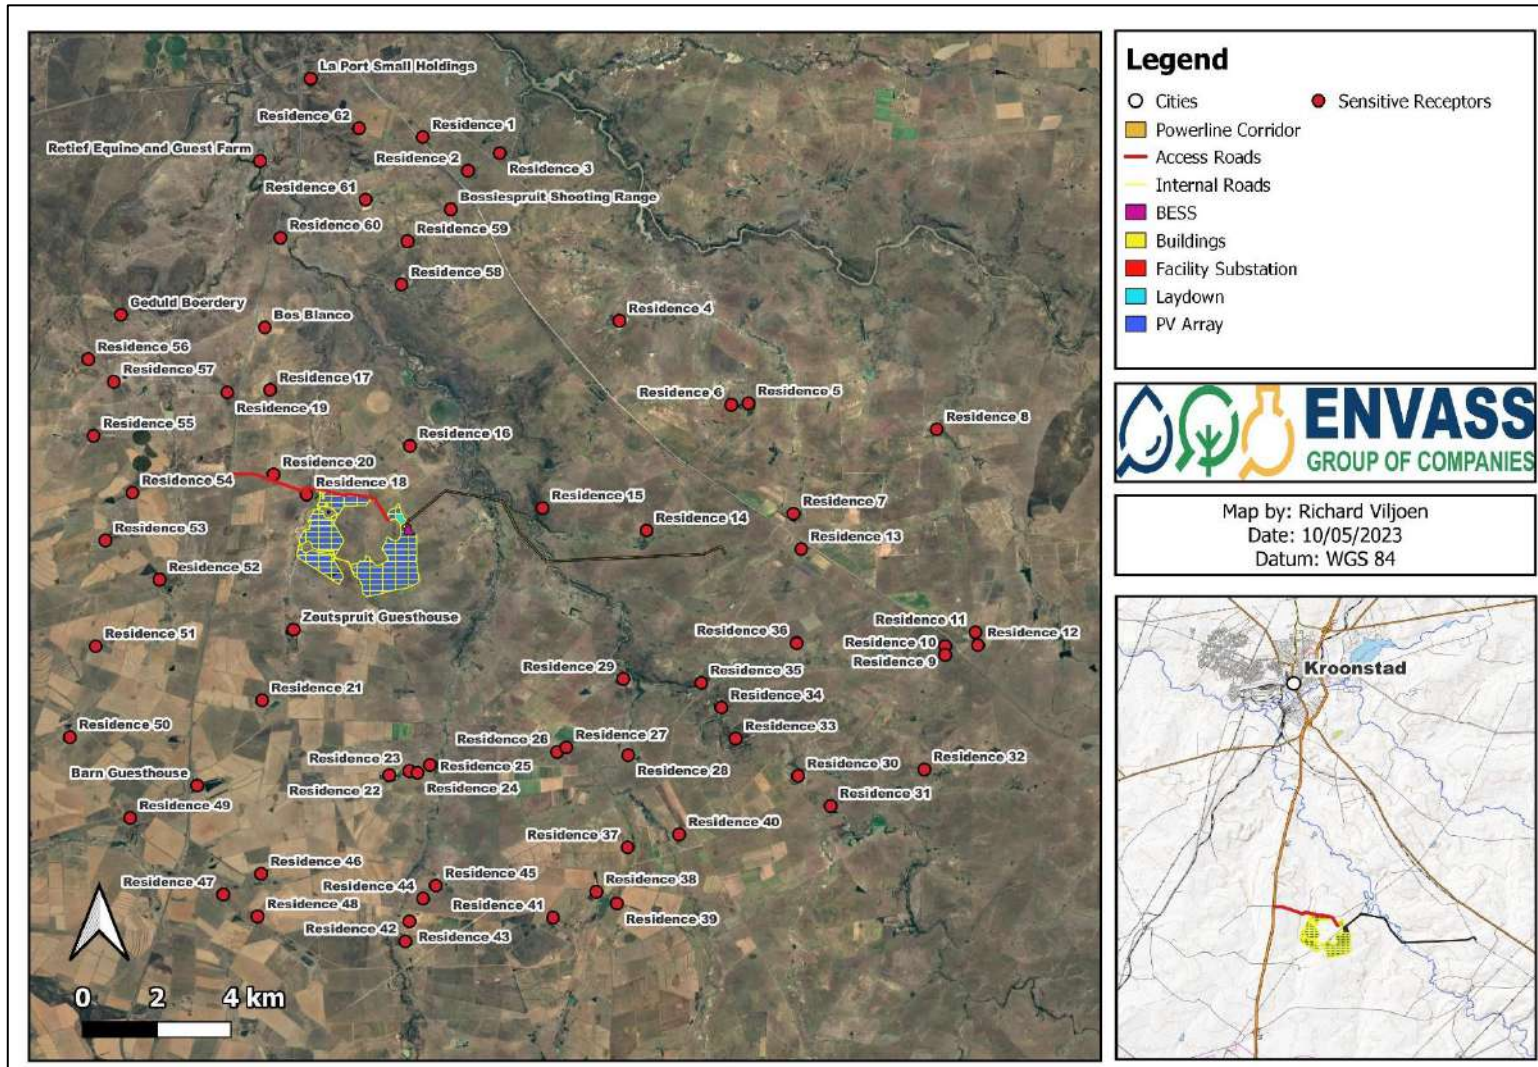 La Port Small Holdings
Residence 62
Residence 1
Retief Equine and Guest Farm
Residence 2
Residence 3
Residence 61
Bossiespruit Shooting Range
Residence 60
Residence 59
Residence 58
Geduld Boerdery
Bos Blanco
Residence 4
Residence 56
Residence 57
Residence 17
Residence 19
Residence 6
Residence 5
Residence 55
Residence 16
Residence 8
Residence 20
Residence 54
Residence 18
Residence 15
Residence 7
Residence 14
Residence 53
Residence 13
Residence 52
Zoutspruit Guesthouse
Residence 51
Residence 36
Residence 11
Residence 10
Residence 12
Residence 9
Residence 29
Residence 35
Residence 21
Residence 34
Residence 50
Residence 33
Residence 26
Residence 27
Residence 23
Residence 25
Residence 28
Residence 30
Residence 32
Barn Guesthouse
Residence 22
Residence 24
Residence 49
Residence 31
Residence 40
Residence 37
Residence 46
Residence 45
Residence 47
Residence 44
Residence 38
Residence 48
Residence 41
Residence 39
Residence 42
Residence 43
0 2 4 km
Legend
Cities
Sensitive Receptors
Powerline Corridor
Access Roads
Internal Roads
BESS
Buildings
Facility Substation
Laydown
PV Array
ENVASS
GROUP OF COMPANIES
Map by: Richard Viljoen
Date: 10/05/2023
Datum: WGS 84
Kroonstad